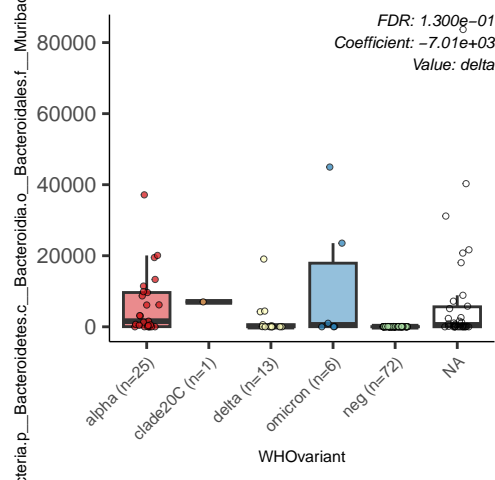 FDR: 1.300e−01
Coefficient: −7.01e+03
Value: delta
80000
60000
40000
20000
0
cteria.p__Bacteroidetes.c__Bacteroidia.o__Bacteroidales.f__Muribac
alpha (n=25)
clade20C (n=1)
delta (n=13)
omicron (n=6)
neg (n=72)
NA
WHOvariant